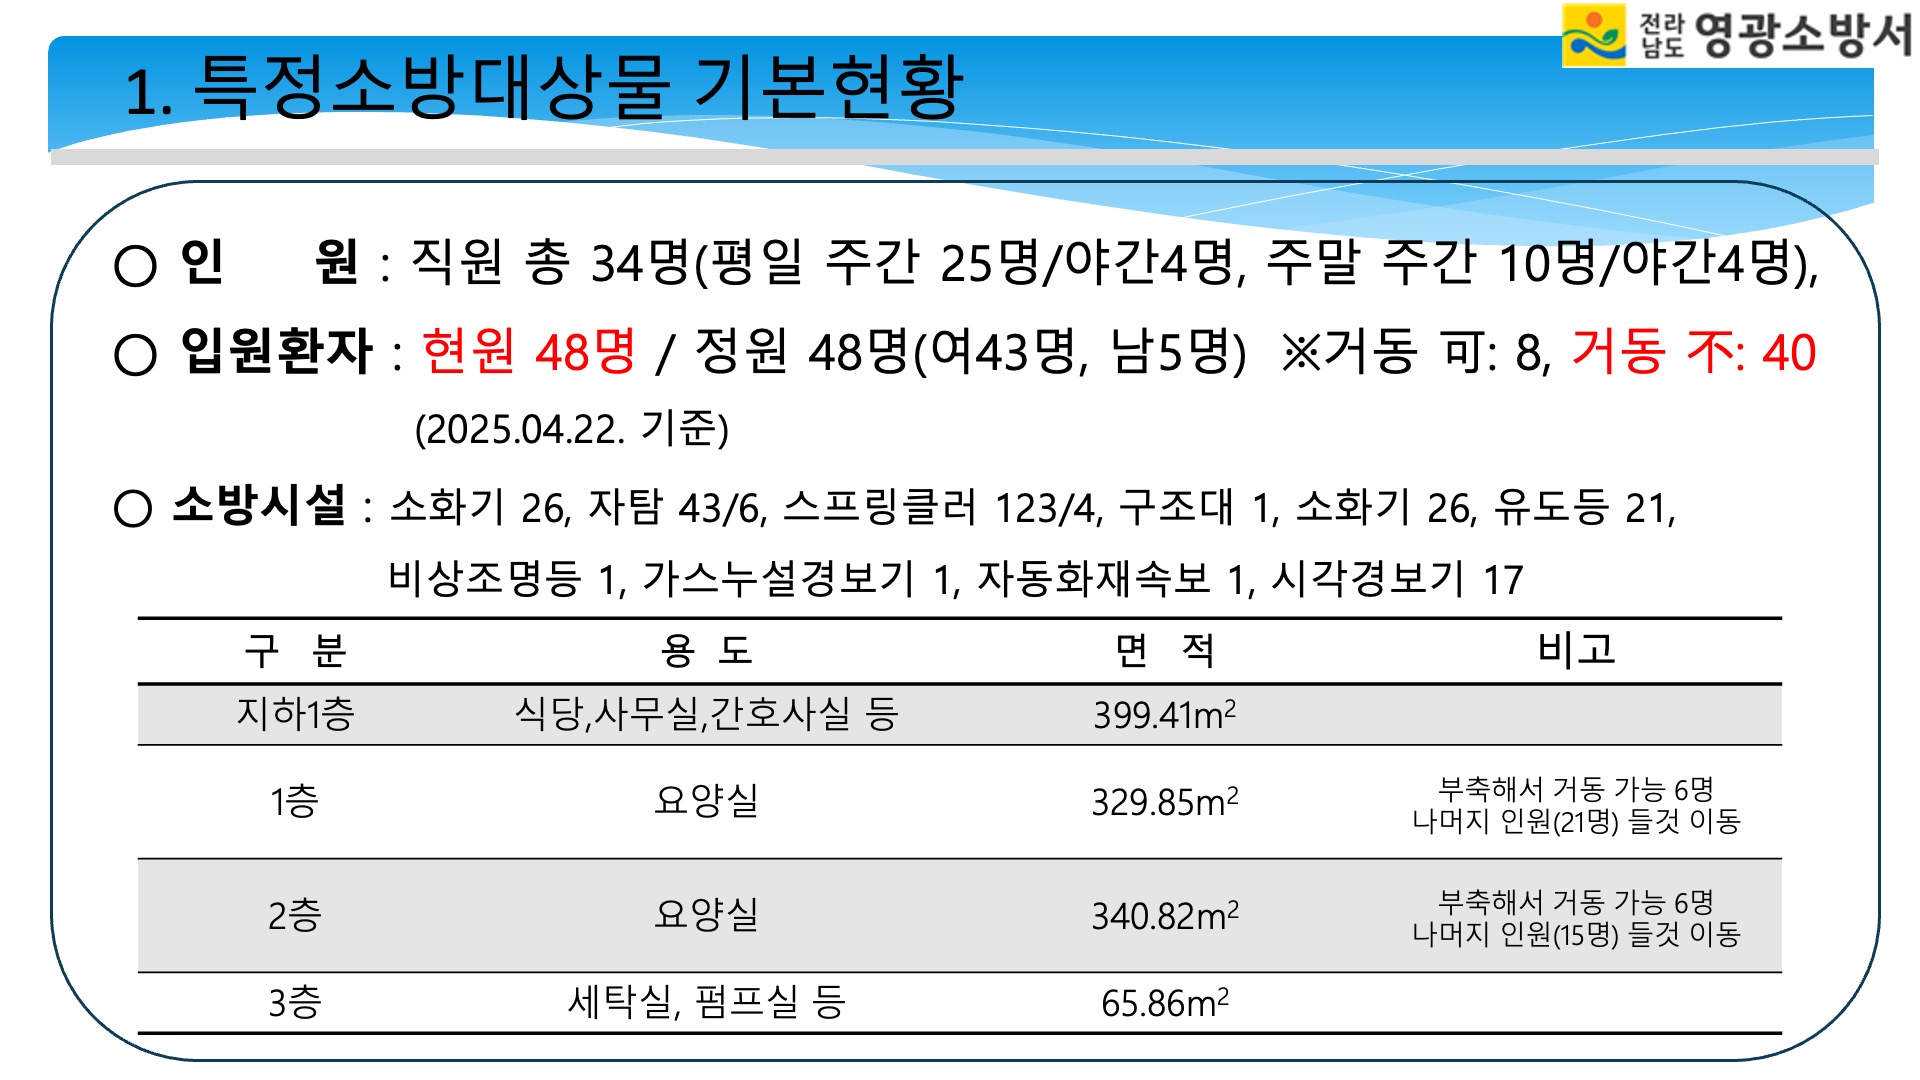 전라남도 영광소방서
1. 특정소방대상물 기본현황
○ 인 원 : 직원 총 34명(평일 주간 25명/야간4명, 주말 주간 10명/야간4명),
○ 입원환자 : 현원 48명 / 정원 48명(여43명, 남5명) ※거동 可: 8, 거동 不: 40
(2025.04.22. 기준)
○ 소방시설 : 소화기 26, 자탐 43/6, 스프링클러 123/4, 구조대 1, 소화기 26, 유도등 21,
비상조명등 1, 가스누설경보기 1, 자동화재속보 1, 시각경보기 17
구 분 용 도 면 적 비고
지하1층 식당,사무실,간호사실 등 399.41m²
1층 요양실 329.85m² 부축해서 거동 가능 6명
나머지 인원(21명) 들것 이동
2층 요양실 340.82m² 부축해서 거동 가능 6명
나머지 인원(15명) 들것 이동
3층 세탁실, 펌프실 등 65.86m²